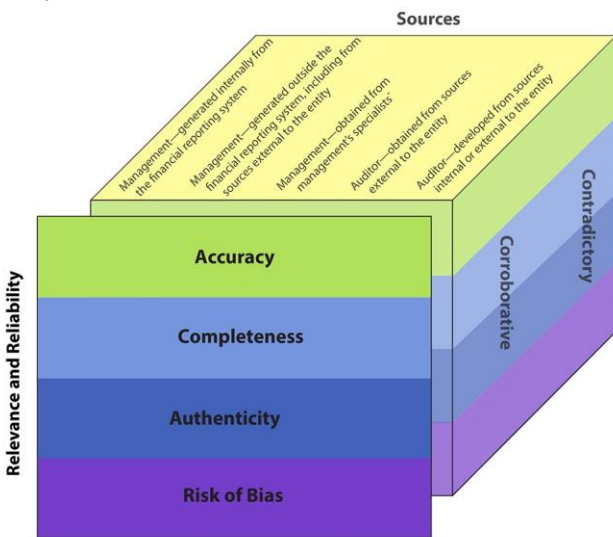 Sources
Management—generated internally from
the financial reporting system
Management—generated outside the
financial reporting system, including from
sources external to the entity
Management—obtained from
management's specialists'
Auditor—obtained from sources
external to the entity
Auditor—developed from sources
internal or external to the entity
Relevance and Reliability
Accuracy
Completeness
Authenticity
Risk of Bias
Corroborative
Contradictory